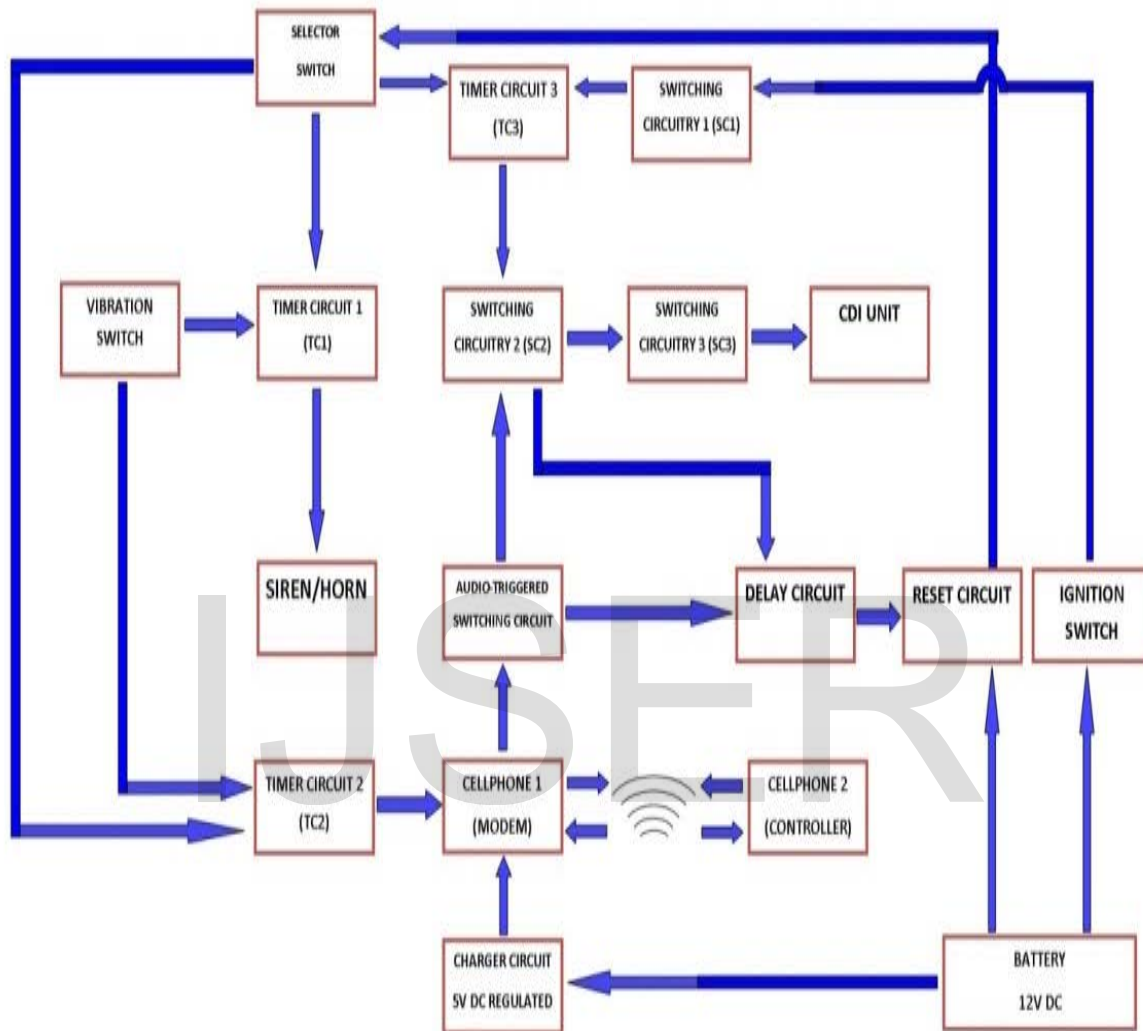 SELECTOR
SWITCH
TIMER CIRCUIT 3
(TC3)
SWITCHING
CIRCUITRY 1 (SC1)
VIBRATION
SWITCH
TIMER CIRCUIT 1
(TC1)
SWITCHING
CIRCUITRY 2 (SC2)
SWITCHING
CIRCUITRY 3 (SC3)
CDI UNIT
SIREN/HORN
AUDIO-TRIGGERED
SWITCHING CIRCUIT
DELAY CIRCUIT
RESET CIRCUIT
IGNITION
SWITCH
IJSER
TIMER CIRCUIT 2
(TC2)
CELLPHONE 1
(MODEM)
CELLPHONE 2
(CONTROLLER)
CHARGER CIRCUIT
5V DC REGULATED
BATTERY
12V DC